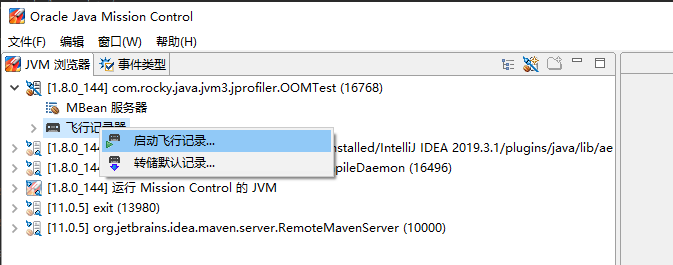 Oracle Java Mission Control
文件(F) 编辑 窗口(W) 事件(E) 帮助(H)
JVM 浏览器 事件类型
[1.8.0_144] com.rocky.java.jvm3.jprofiler.OOMTest (16768)
MBean 服务器
飞行记录器
启动飞行记录...
[1.8.0_144] nstalled/IntelliJ IDEA 2019.3.1/plugins/java/lib/ae
转储默认记录...
[1.8.0_144] pileDaemon (16496)
[1.8.0_144] 运行 Mission Control 的 JVM
[11.0.5] exit (13980)
[11.0.5] org.jetbrains.idea.maven.server.RemoteMavenServer (10000)